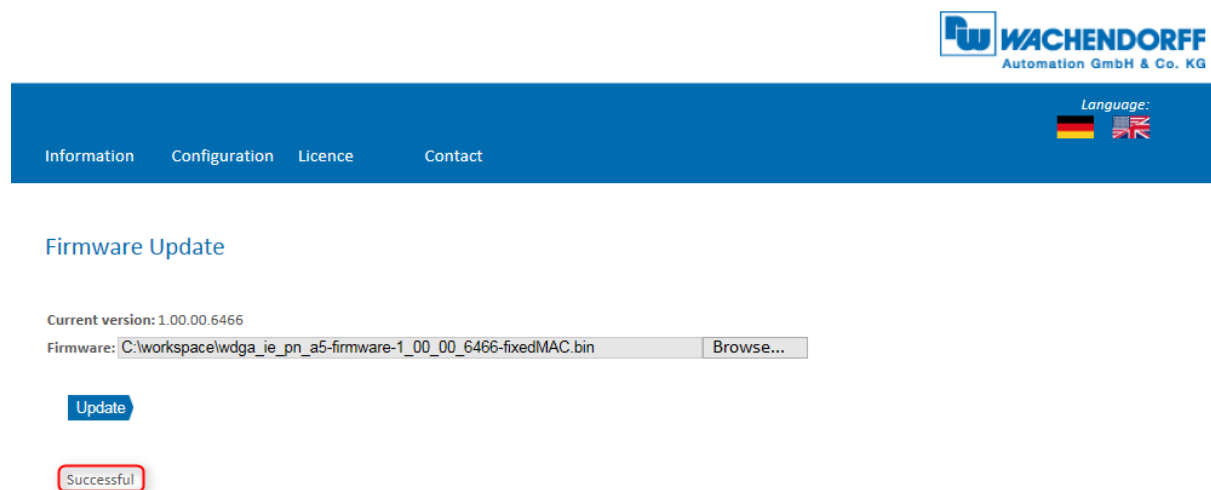 WACHENDORFF
Automation GmbH & Co. KG
Language:
Information Configuration Licence Contact
Firmware Update
Current version: 1.00.00.6466
Firmware: C:\workspace\wdga_ie_pn_a5-firmware-1_00_00_6466-fixedMAC.bin Browse...
Update
Successful